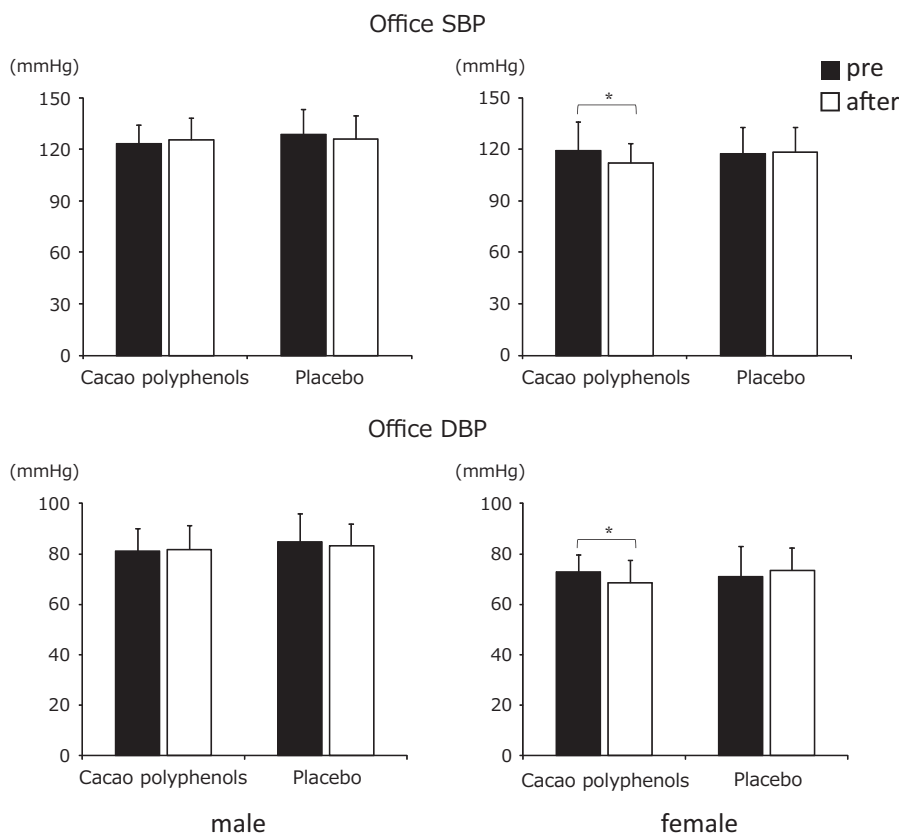 Office SBP
(mmHg)
150
120
90
60
30
0
Cacao polyphenols
Placebo
(mmHg)
pre
after
150
120
90
60
30
0
*
Cacao polyphenols
Placebo
Office DBP
(mmHg)
100
80
60
40
20
0
Cacao polyphenols
Placebo
male
(mmHg)
100
80
60
40
20
0
*
Cacao polyphenols
Placebo
female